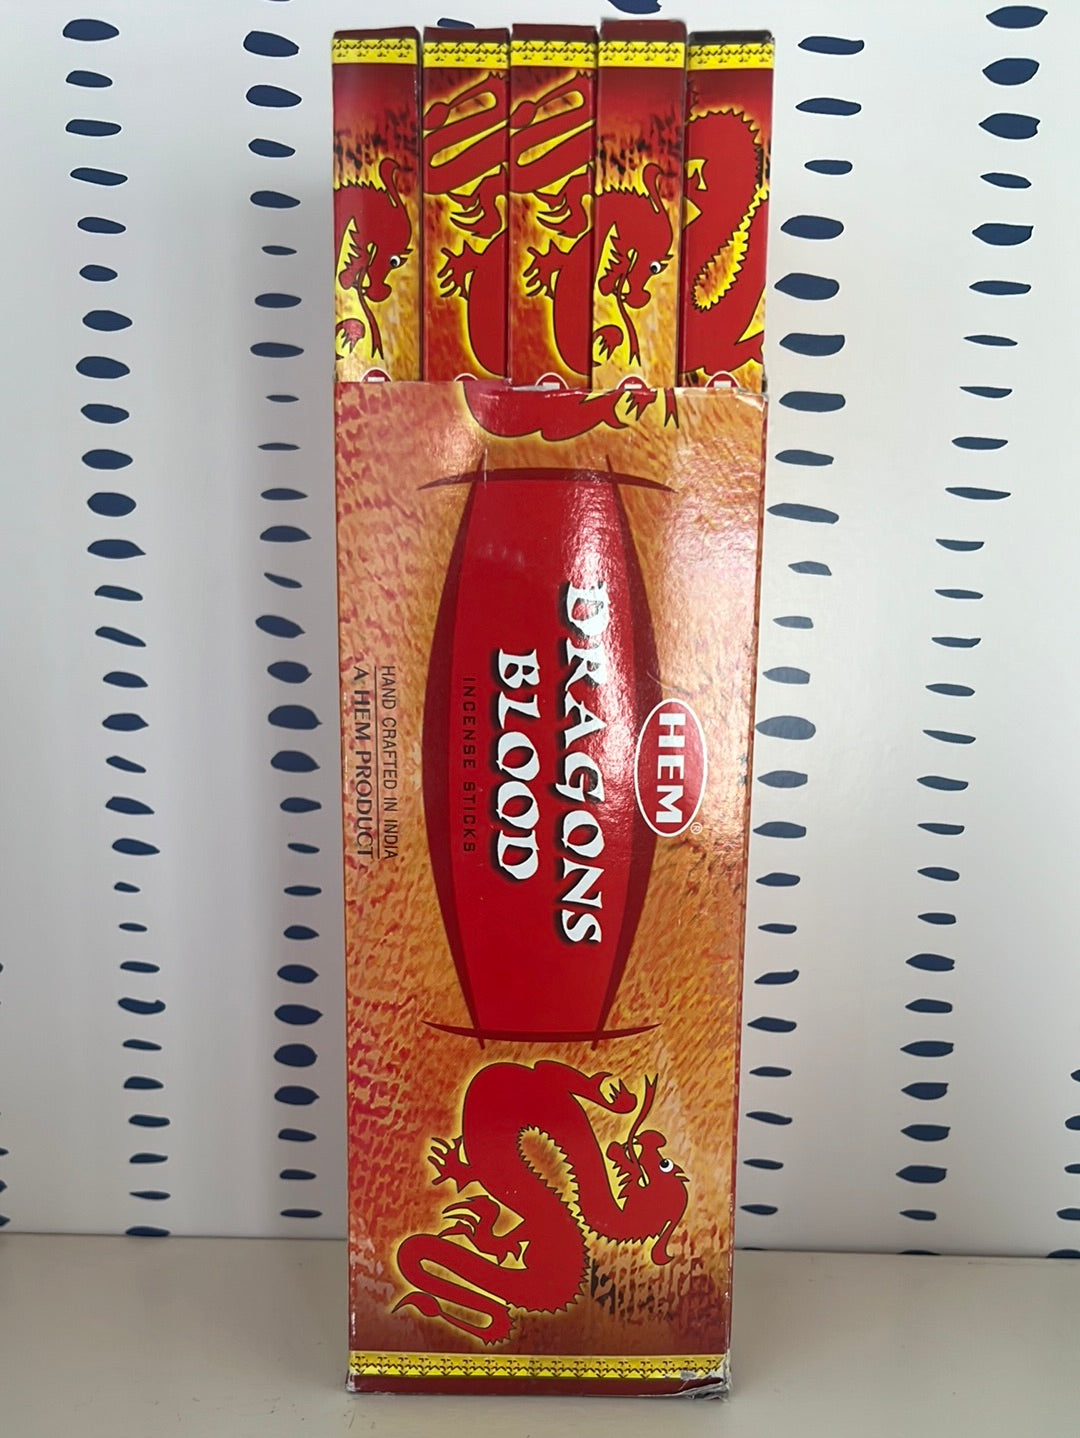 HEM®
DRAGONS
BLOOD
INCENSE STICKS
HAND CRAFTED IN INDIA
A HEM PRODUCT